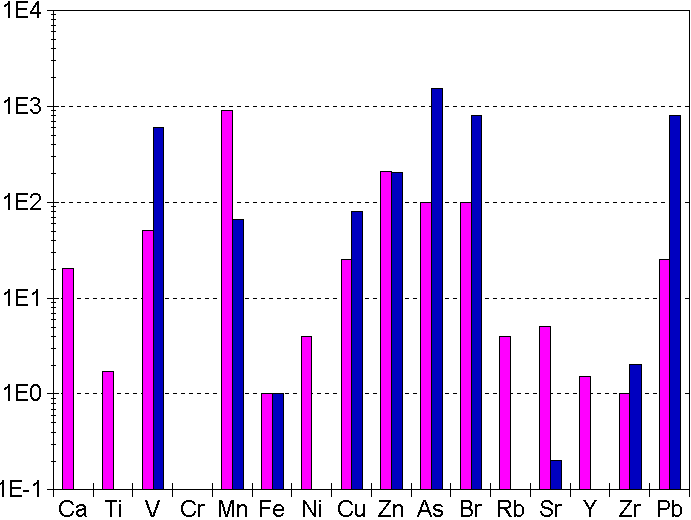 1E4
1E3
1E2
1E1
1E0
1E-1
Ca Ti V Cr Mn Fe Ni Cu Zn As Br Rb Sr Y Zr Pb